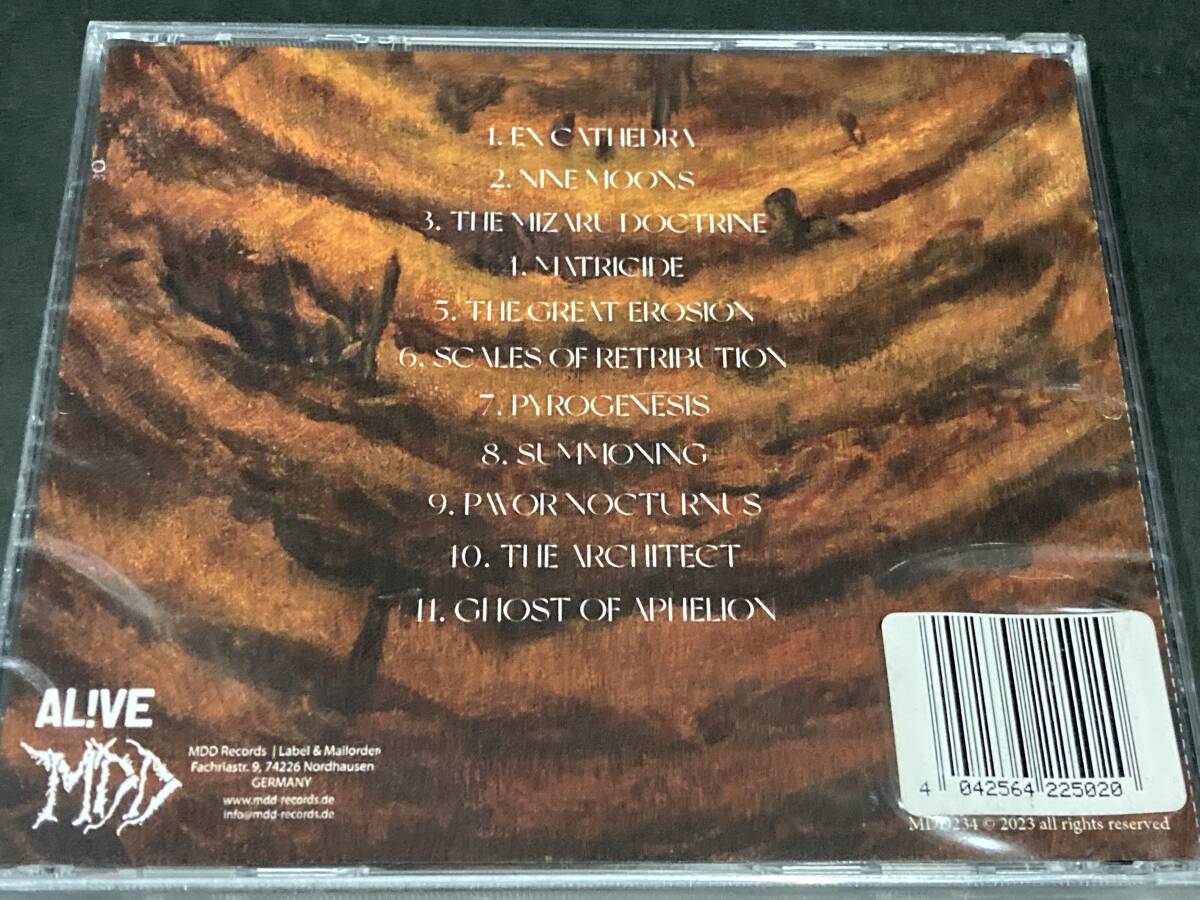 1. EX CATHEDRA
2. NINE MOONS
3. THE MIZARU DOCTRINE
4. MATRICIDE
5. THE GREAT EROSION
6. SCALES OF RETRIBUTION
7. PYROGENESIS
8. SUMMONING
9. PAVOR NOCTURNUS
10. THE ARCHITECT
11. GHOST OF APHELION
AL!VE
MDD
MDD Records | Label & Mailorder
Fachriastr. 9, 74226 Nordhausen
GERMANY
www.mdd-records.de
info@mdd-records.de
4 042564 225020
MDD234 © 2023 all rights reserved